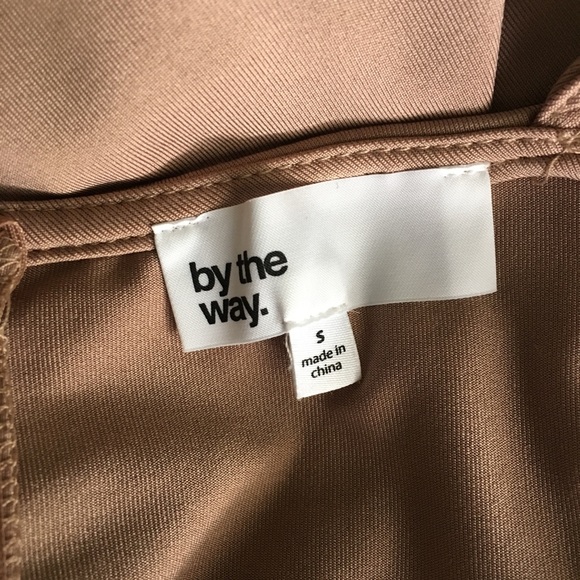 by the
way.
S
made in
china